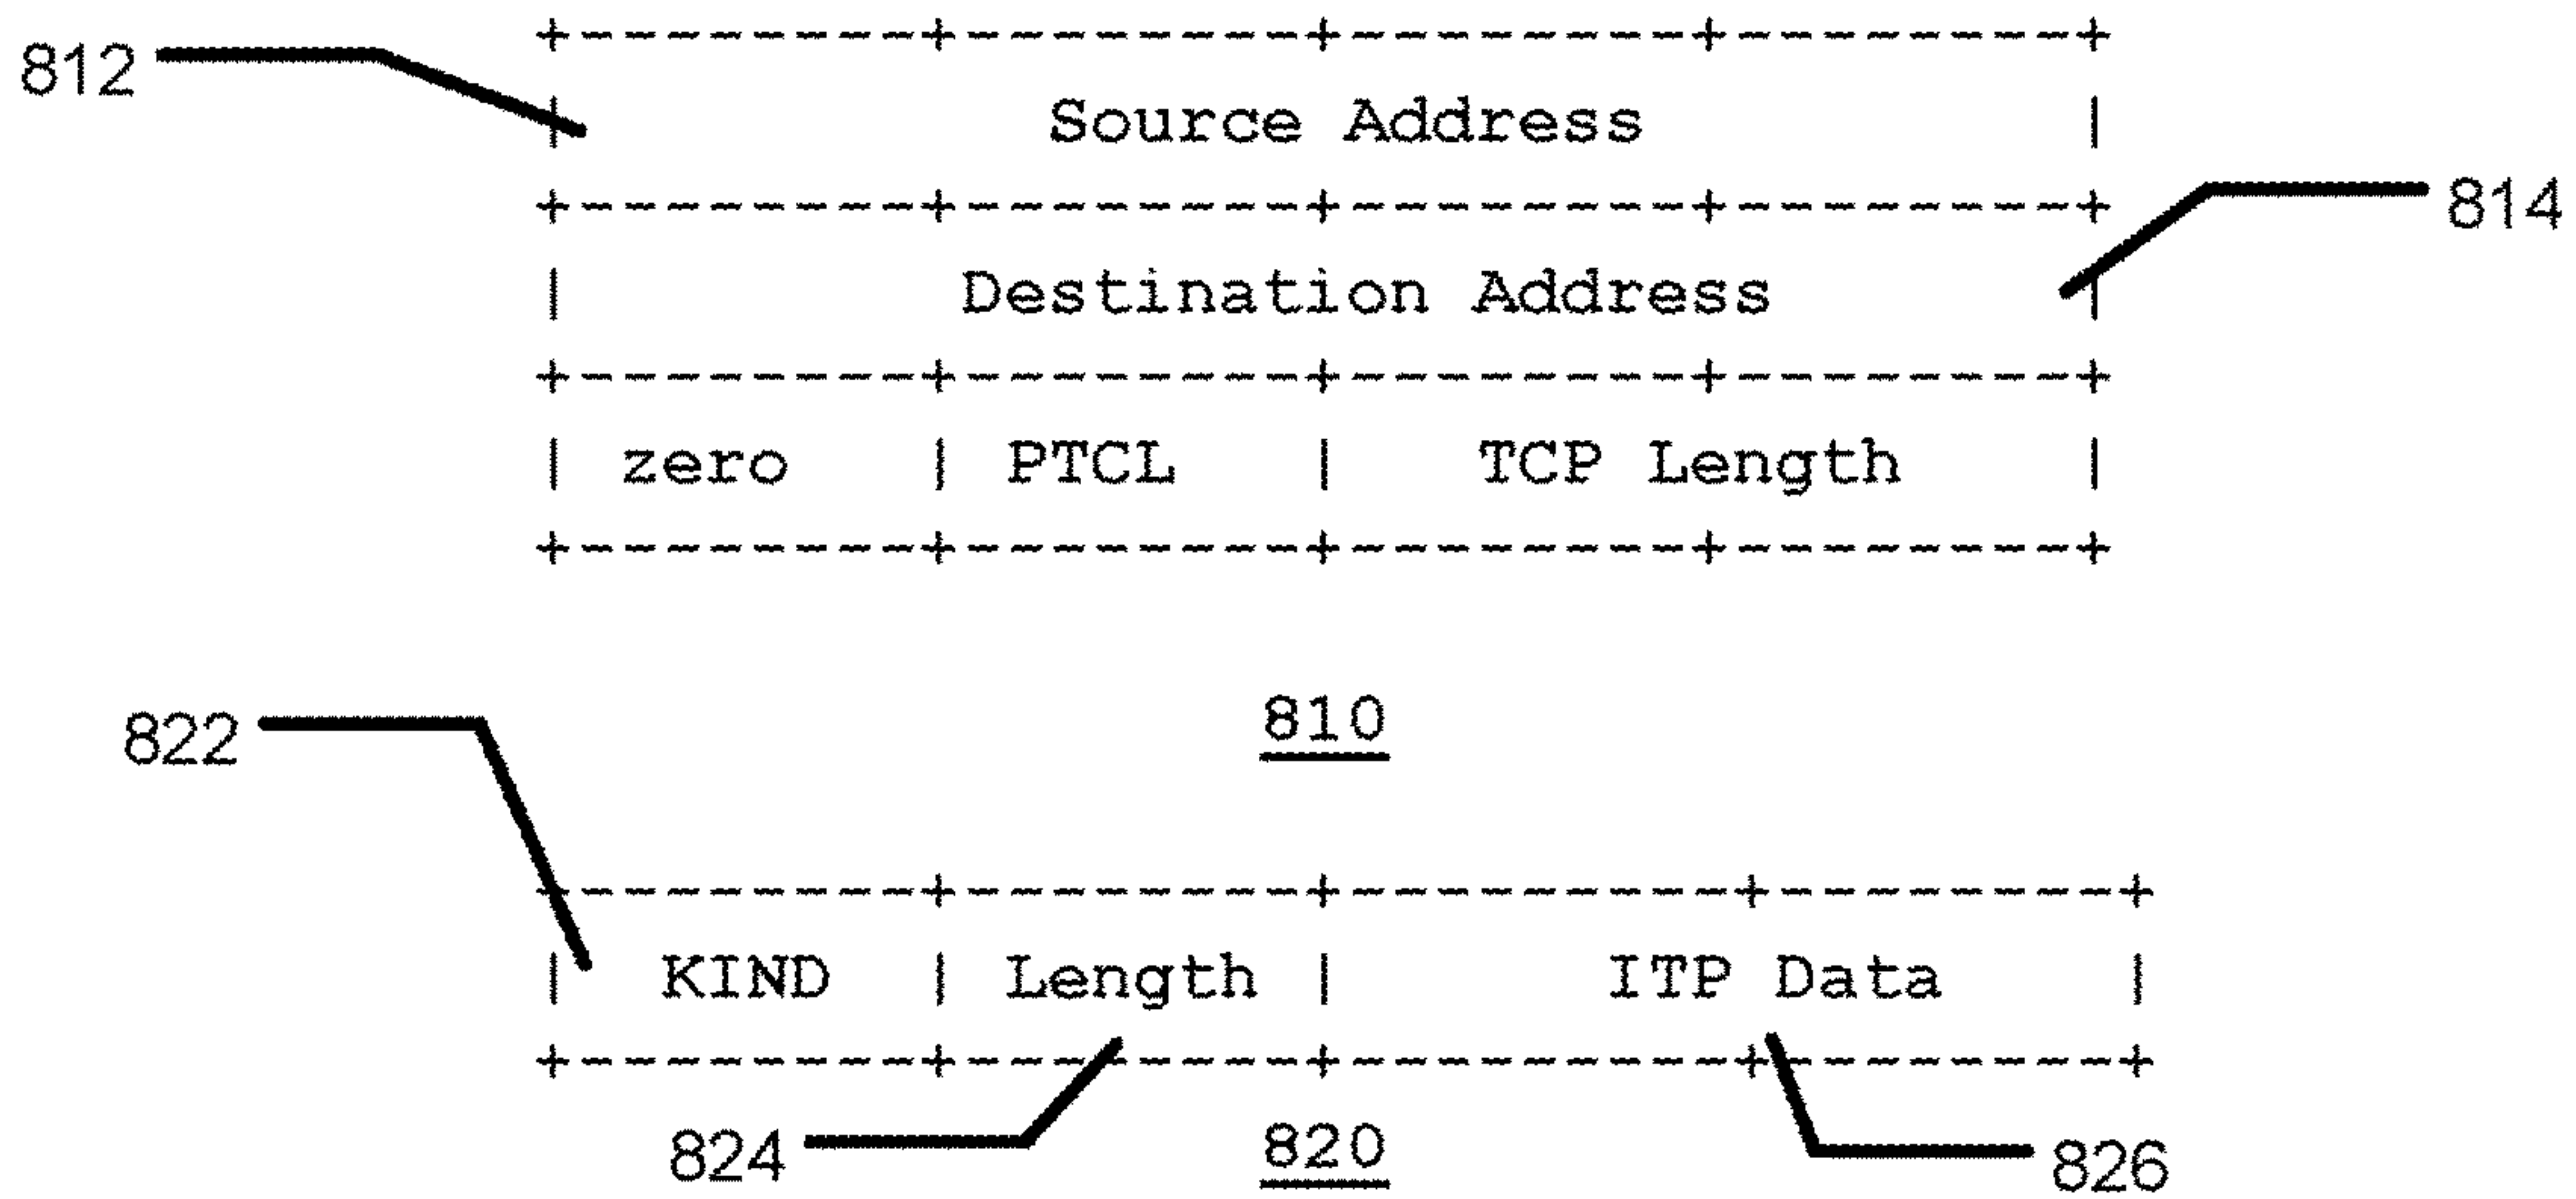 812
Source Address
814
Destination Address
zero | PTCL | TCP Length
810
822
KIND | Length | ITP Data
824
820
826